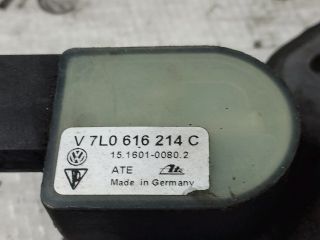 V 7L0 616 214 C
15.1601-0080.2
ATE
Made in Germany